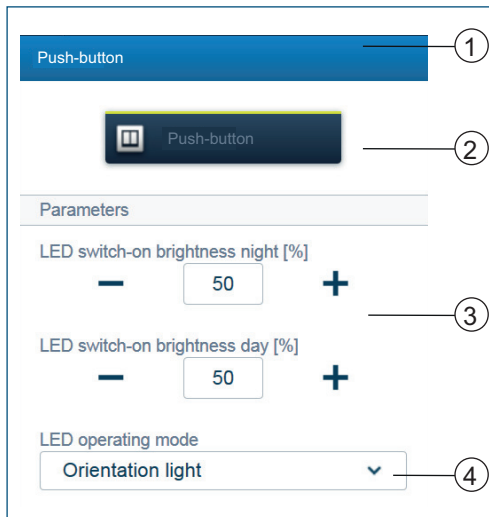 1
Push-button
Push-button
2
Parameters
LED switch-on brightness night [%]
50
3
LED switch-on brightness day [%]
50
LED operating mode
Orientation light
4